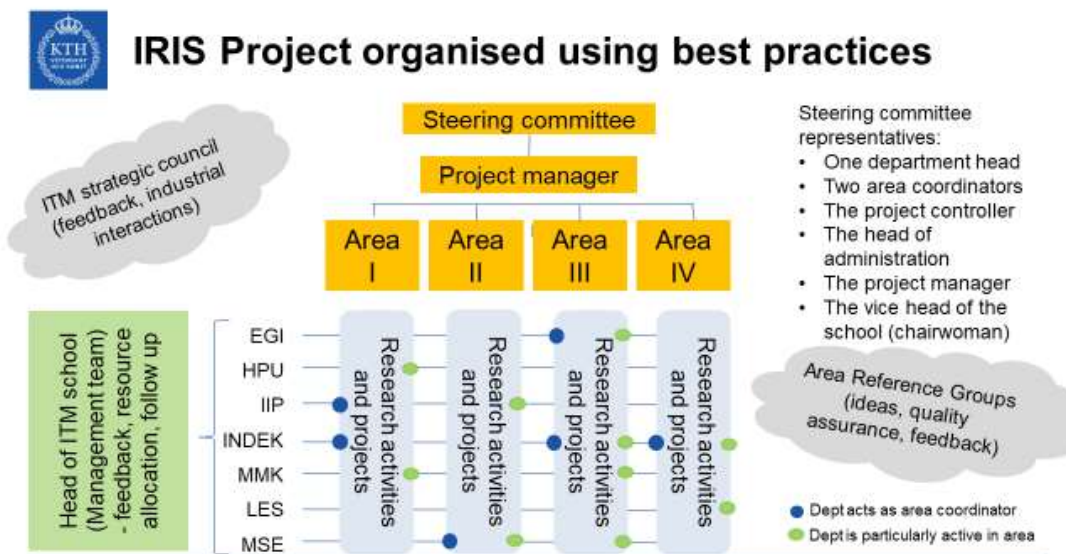 KTH
IRIS Project organised using best practices
ITM strategic council
(feedback, industrial
interactions)
Steering committee
Project manager
Area
I
Area
II
Area
III
Area
IV
Steering committee
representatives:
• One department head
• Two area coordinators
• The project controller
• The head of
administration
• The project manager
• The vice head of the
school (chairwoman)
Head of ITM school
(Management team)
- feedback, resource
allocation, follow up
EGI
HPU
IIP
INDEK
MMK
LES
MSE
Research activities
and projects
Research activities
and projects
Research activities
and projects
Research activities
and projects
Area Reference Groups
(ideas, quality
assurance, feedback)
Dept acts as area coordinator
Dept is particularly active in area